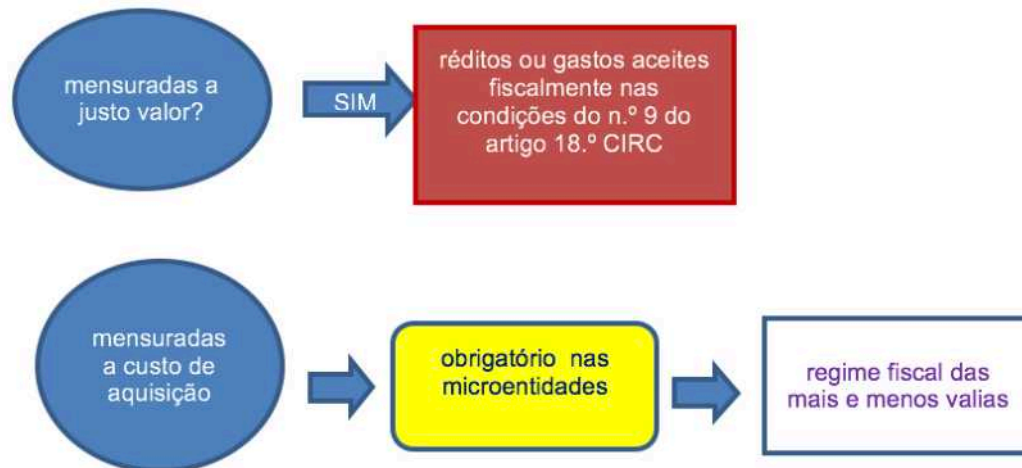 mensuradas a
justo valor?
SIM
réditos ou gastos aceites
fiscalmente nas
condições do n.º 9 do
artigo 18.º CIRC
mensuradas
a custo de
aquisição
obrigatório nas
microentidades
regime fiscal das
mais e menos valias